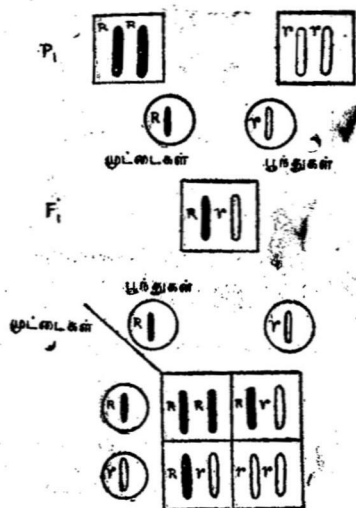 P₁ R R r r
R r
முட்டைகள் பூந்துகள்
F₁ R r
பூந்துகள்
முட்டைகள் R r
R R R R r
r R r r r